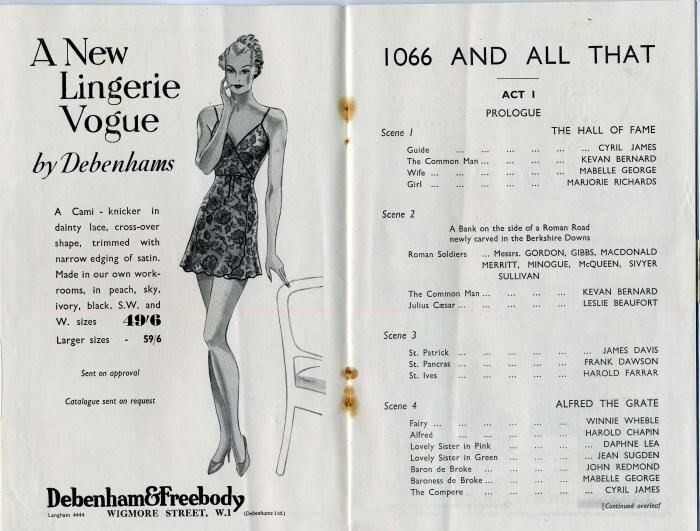 A New
Lingerie
Vogue
by Debenhams
A Cami - knicker in
dainty lace, cross-over
shape, trimmed with
narrow edging of satin.
Made in our own work-
rooms, in peach, sky,
ivory, black. S.W. and
W. sizes 49/6
Larger sizes - 59/6
Sent on approval
Catalogue sent on request
Debenham&Freebody
Langham 4444 WIGMORE STREET, W.1 (Debenhams Ltd.)
1066 AND ALL THAT
ACT I
PROLOGUE
Scene 1 THE HALL OF FAME
Guide ... ... ... ... ... ... CYRIL JAMES
The Common Man ... ... ... ... KEVAN BERNARD
Wife ... ... ... ... ... MABELLE GEORGE
Girl ... ... ... ... ... MARJORIE RICHARDS
Scene 2
A Bank on the side of a Roman Road
newly carved in the Berkshire Downs
Roman Soldiers ... Messrs. GORDON, GIBBS, MACDONALD
MERRITT, MINOGUE, McQUEEN, SIVYER
SULLIVAN
The Common Man ... ... ... ... KEVAN BERNARD
Julius Cæsar ... ... ... ... ... LESLIE BEAUFORT
Scene 3
St. Patrick ... ... ... ... ... ... JAMES DAVIS
St. Pancras ... ... ... ... ... FRANK DAWSON
St. Ives ... ... ... ... ... HAROLD FARRAR
Scene 4 ALFRED THE GRATE
Fairy ... ... ... ... ... WINNIE WHEBLE
Alfred ... ... ... ... ... HAROLD CHAPIN
Lovely Sister in Pink ... ... ... ... DAPHNE LEA
Lovely Sister in Green ... ... ... ... JEAN SUGDEN
Baron de Broke ... ... ... ... JOHN REDMOND
Baroness de Broke ... ... ... ... MABELLE GEORGE
The Compere ... ... ... ... ... CYRIL JAMES
[Continued overleaf